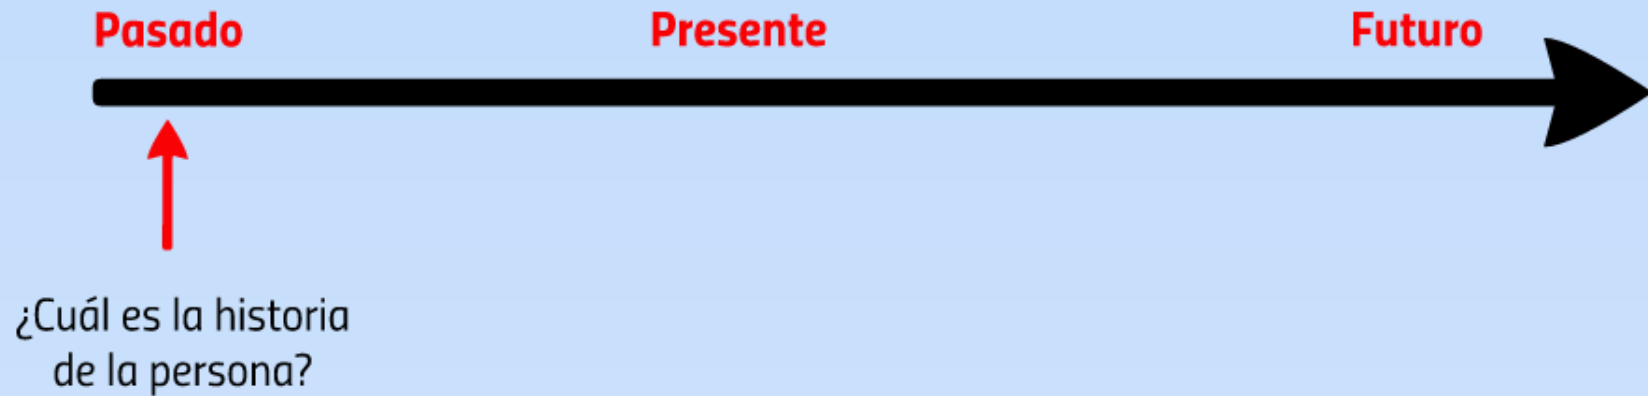 Pasado Presente Futuro
¿Cuál es la historia
de la persona?